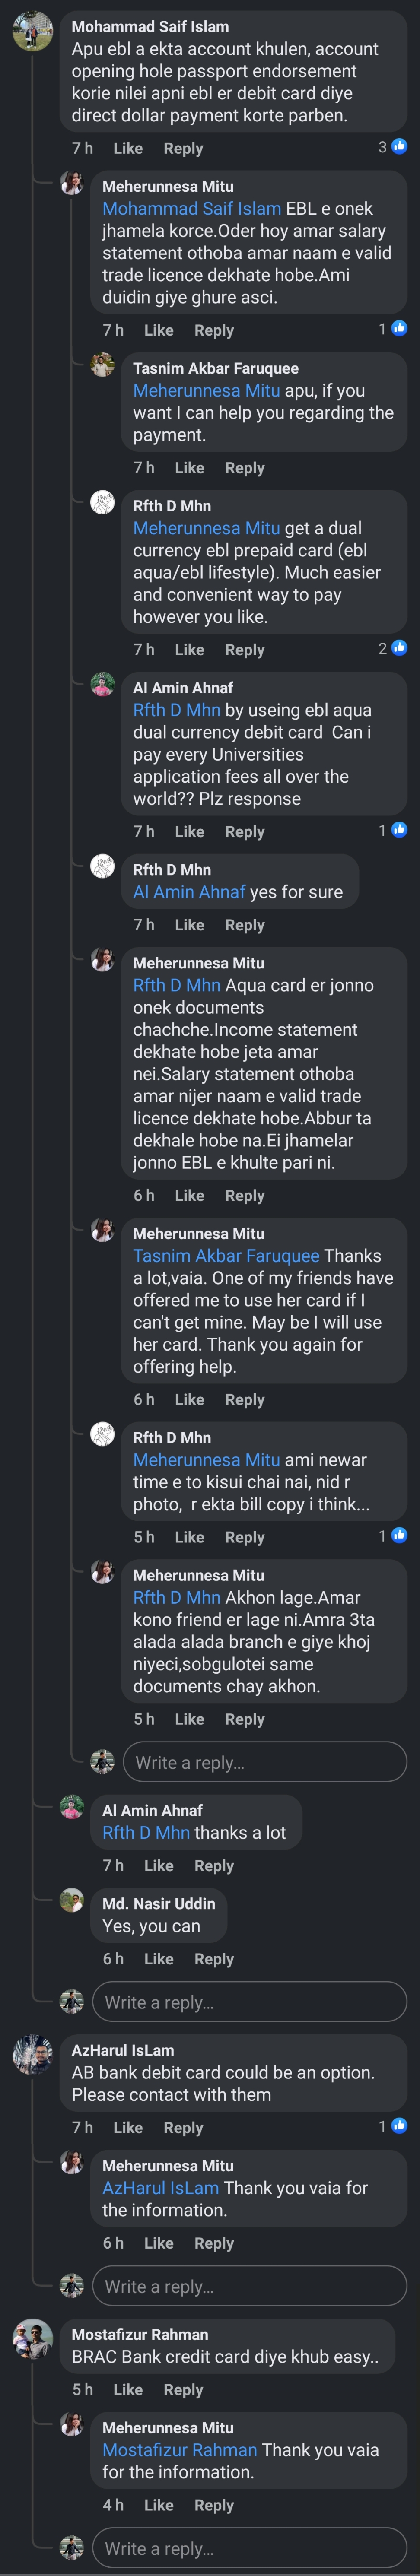 Mohammad Saif Islam
Apu ebl a ekta account khulen, account
opening hole passport endorsement
korie nilei apni ebl er debit card diye
direct dollar payment korte parben.
7 h Like Reply 3
Meherunnesa Mitu
Mohammad Saif Islam EBL e onek
jhamela korce.Oder hoy amar salary
statement othoba amar naam e valid
trade licence dekhate hobe.Ami
duidin giye ghure asci.
7 h Like Reply 1
Tasnim Akbar Faruquee
Meherunnesa Mitu apu, if you
want I can help you regarding the
payment.
7 h Like Reply
Rfth D Mhn
Meherunnesa Mitu get a dual
currency ebl prepaid card (ebl
aqua/ebl lifestyle). Much easier
and convenient way to pay
however you like.
7 h Like Reply 2
Al Amin Ahnaf
Rfth D Mhn by useing ebl aqua
dual currency debit card Can i
pay every Universities
application fees all over the
world?? Plz response
7 h Like Reply 1
Rfth D Mhn
Al Amin Ahnaf yes for sure
7 h Like Reply
Meherunnesa Mitu
Rfth D Mhn Aqua card er jonno
onek documents
chachche.Income statement
dekhate hobe jeta amar
nei.Salary statement othoba
amar nijer naam e valid trade
licence dekhate hobe.Abbur ta
dekhale hobe na.Ei jhamelar
jonno EBL e khulte pari ni.
6 h Like Reply
Meherunnesa Mitu
Tasnim Akbar Faruquee Thanks
a lot,vaia. One of my friends have
offered me to use her card if I
can't get mine. May be I will use
her card. Thank you again for
offering help.
6 h Like Reply
Rfth D Mhn
Meherunnesa Mitu ami newar
time e to kisui chai nai, nid r
photo, r ekta bill copy i think...
5 h Like Reply 1
Meherunnesa Mitu
Rfth D Mhn Akhon lage.Amar
kono friend er lage ni.Amra 3ta
alada alada branch e giye khoj
niyeci,sobgulotei same
documents chay akhon.
5 h Like Reply
Write a reply...
Al Amin Ahnaf
Rfth D Mhn thanks a lot
7 h Like Reply
Md. Nasir Uddin
Yes, you can
6 h Like Reply
Write a reply...
AzHarul IsLam
AB bank debit card could be an option.
Please contact with them
7 h Like Reply 1
Meherunnesa Mitu
AzHarul IsLam Thank you vaia for
the information.
6 h Like Reply
Write a reply...
Mostafizur Rahman
BRAC Bank credit card diye khub easy..
5 h Like Reply
Meherunnesa Mitu
Mostafizur Rahman Thank you vaia
for the information.
4 h Like Reply
Write a reply...